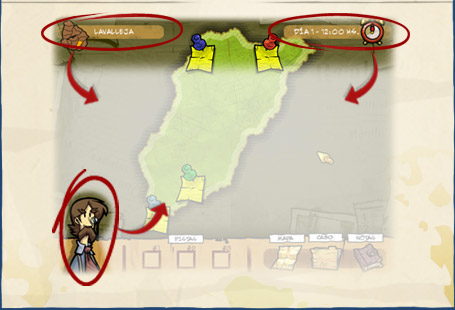 LAVALLEJA
DÍA 1 - 12:00 HS.
PISTAS
MAPA
CASO
NOTAS